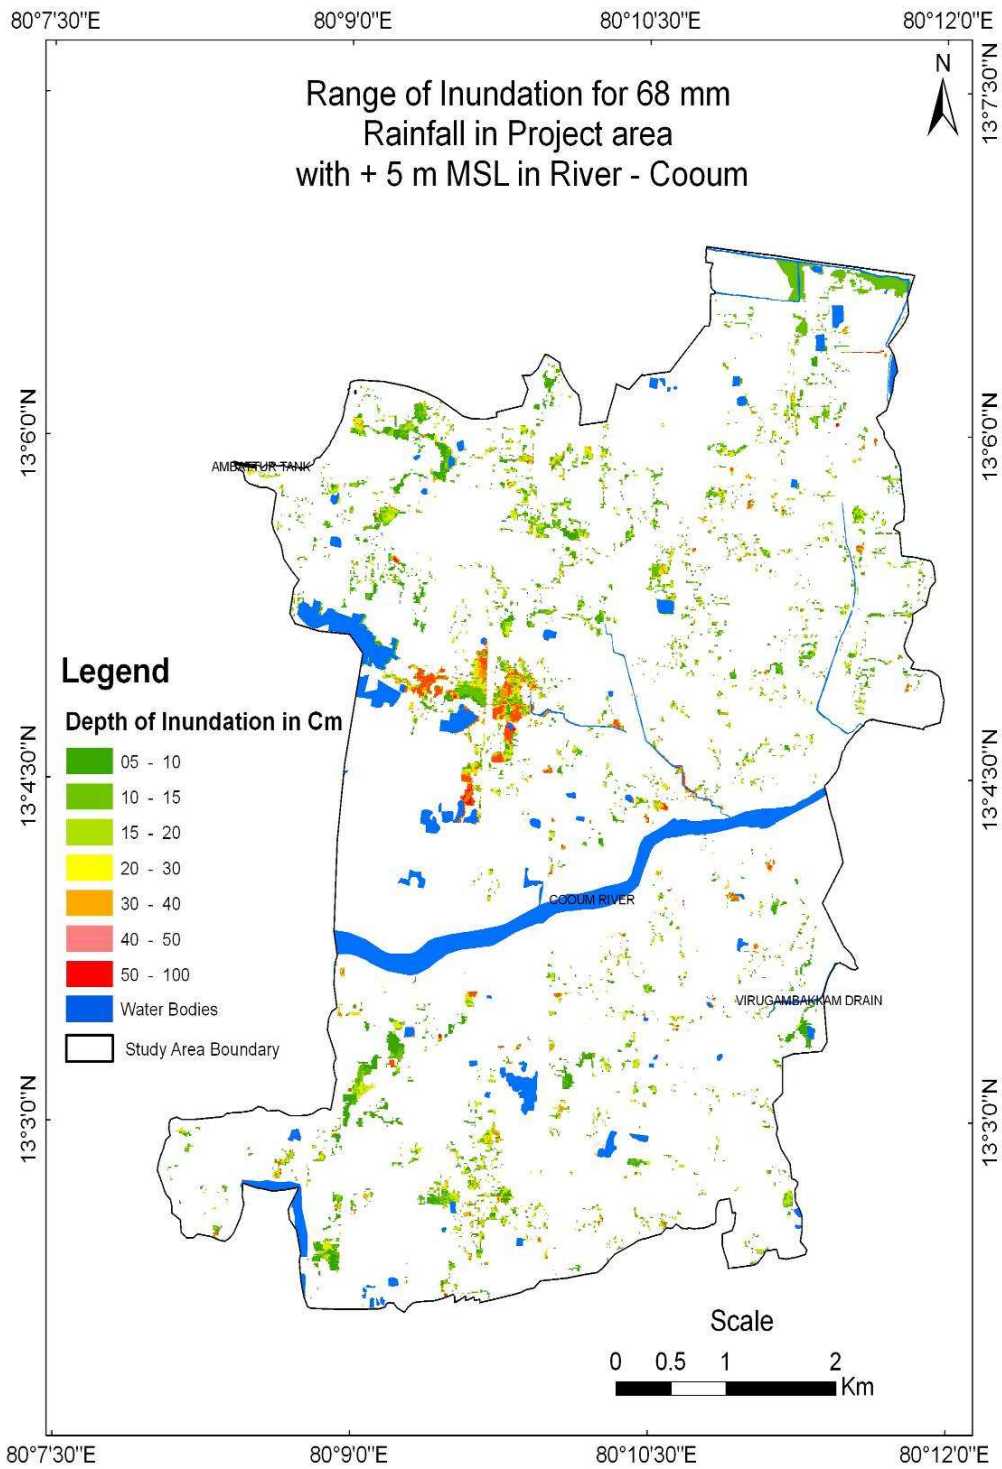 80°7'30"E 80°9'0"E 80°10'30"E 80°12'0"E
N
13°7'30"N
Range of Inundation for 68 mm
Rainfall in Project area
with + 5 m MSL in River - Cooum
13°6'0"N
13°6'0"N
AMBATTUR TANK
Legend
Depth of Inundation in Cm
05 - 10
10 - 15
15 - 20
20 - 30
30 - 40
40 - 50
50 - 100
Water Bodies
Study Area Boundary
13°4'30"N
13°4'30"N
COOUM RIVER
VIRUGAMBAKKAM DRAIN
13°3'0"N
13°3'0"N
Scale
0 0.5 1 2
Km
80°7'30"E 80°9'0"E 80°10'30"E 80°12'0"E